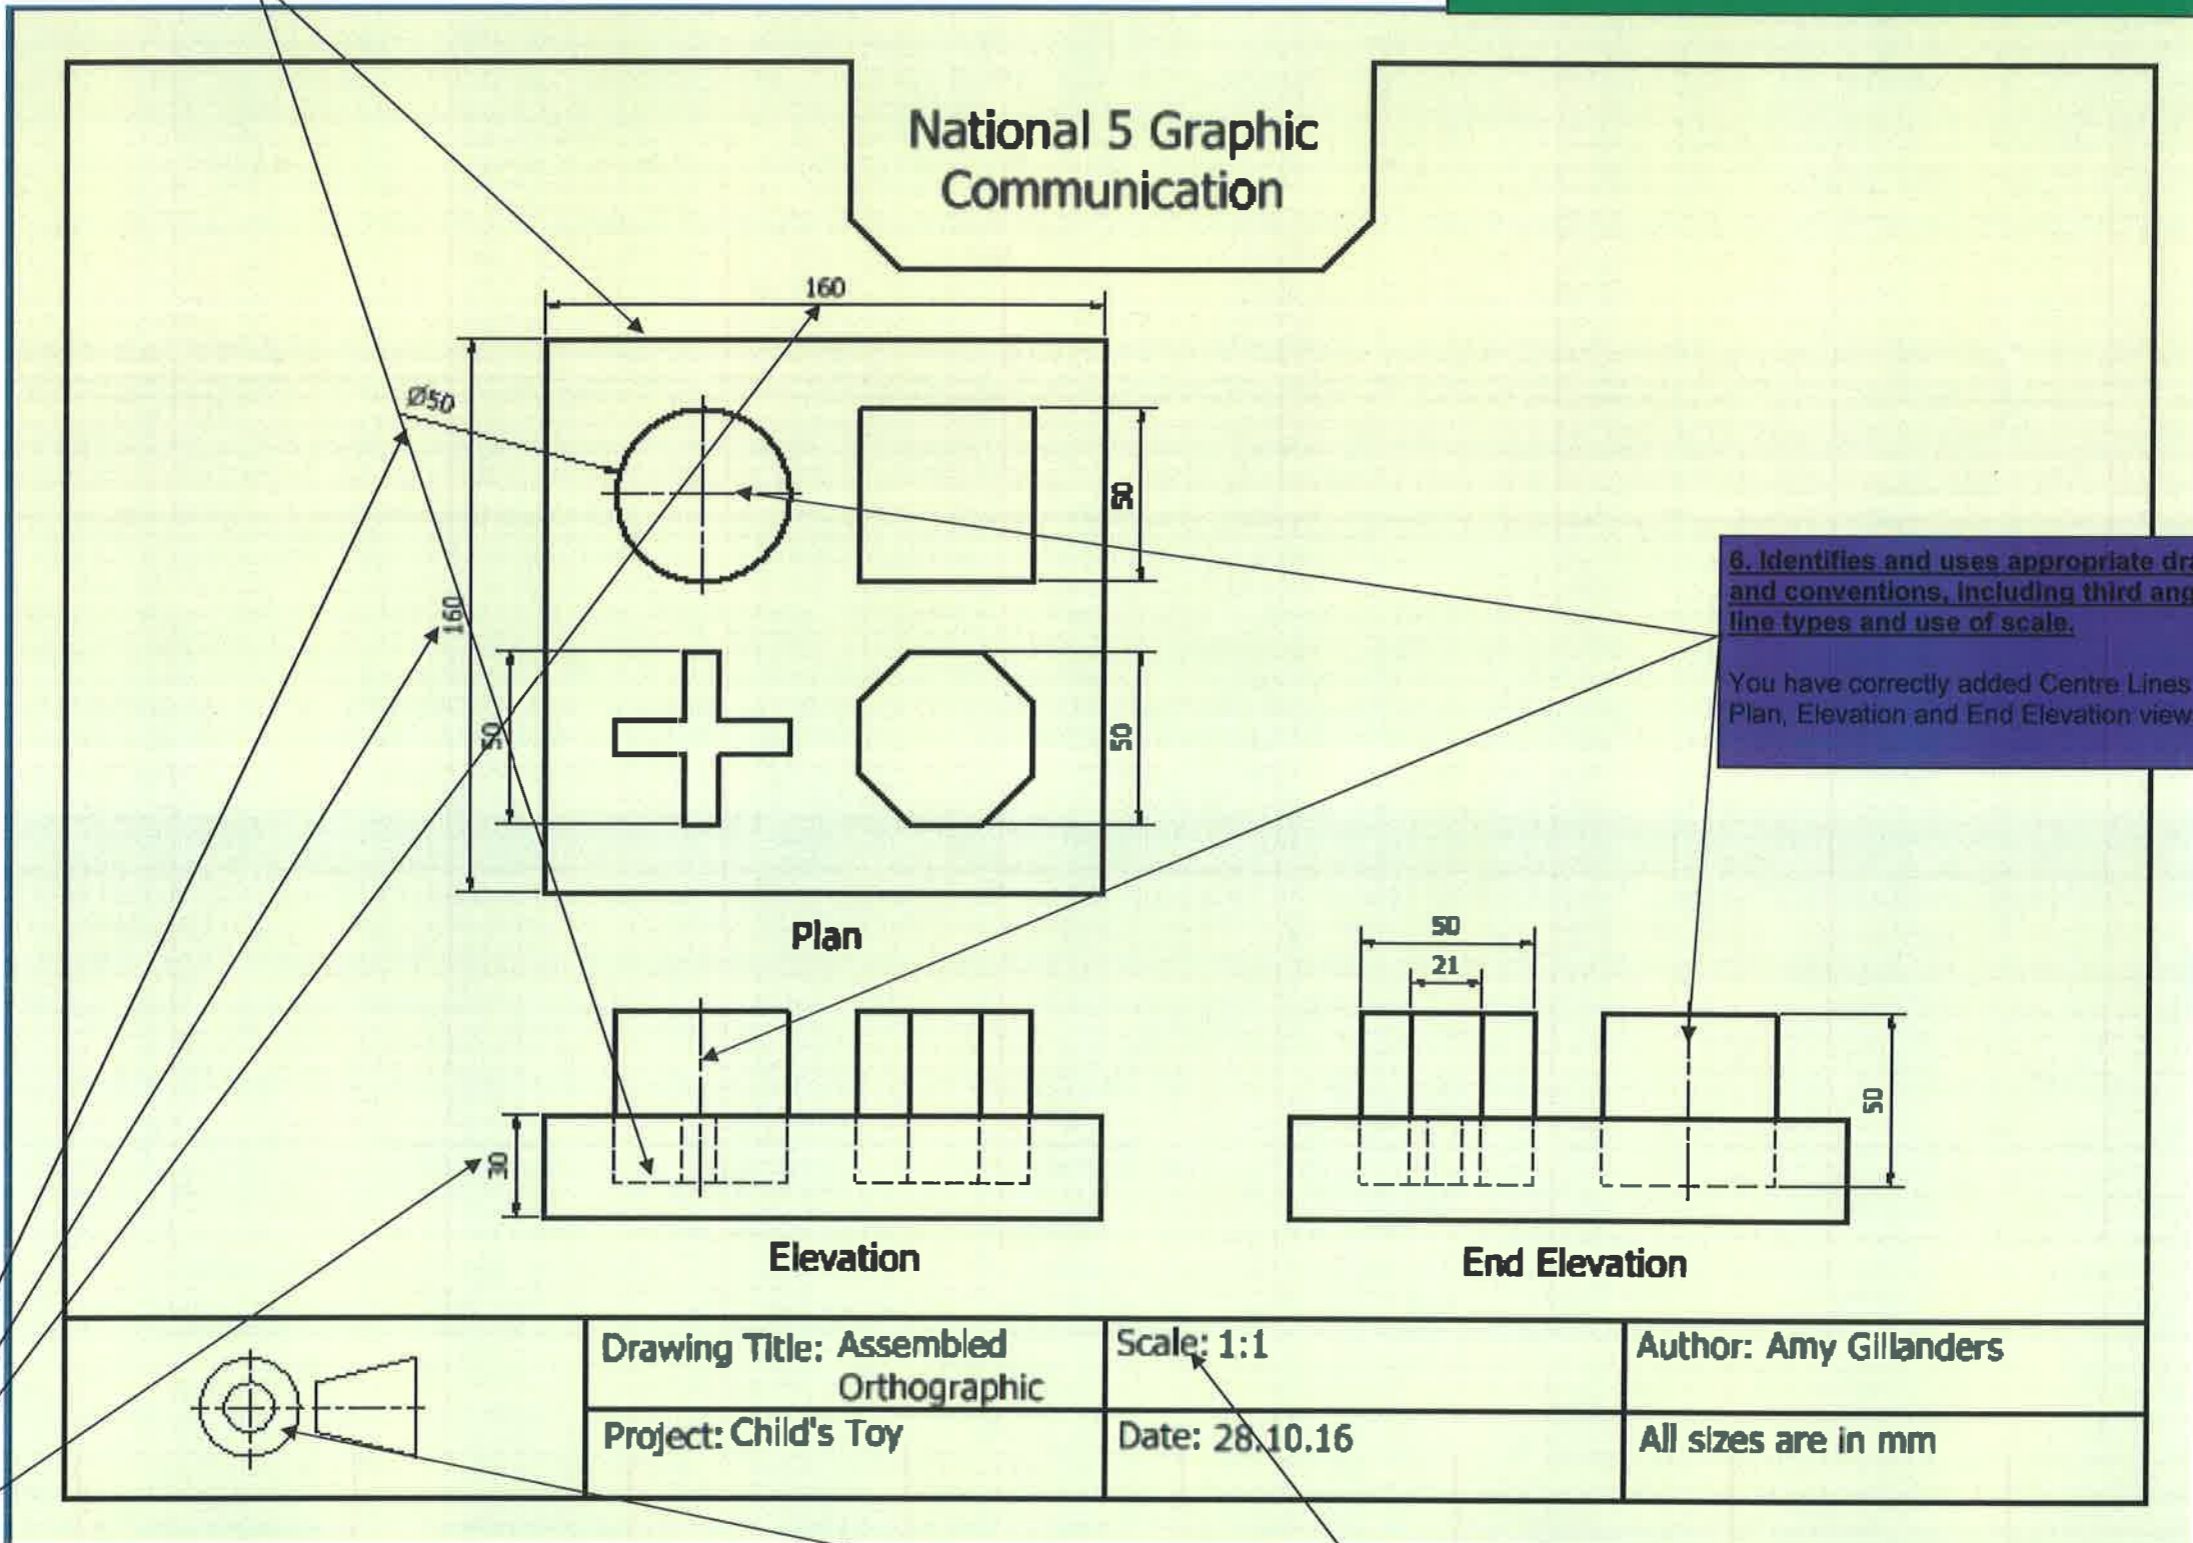 National 5 Graphic
Communication
160
Ø50
50
160
50
50
Plan
50
21
50
30
Elevation
End Elevation
6. Identifies and uses appropriate dra
and conventions, including third ang
line types and use of scale.
You have correctly added Centre Lines
Plan, Elevation and End Elevation view
Drawing Title: Assembled
Orthographic
Scale: 1:1
Author: Amy Gillanders
Project: Child's Toy
Date: 28.10.16
All sizes are in mm